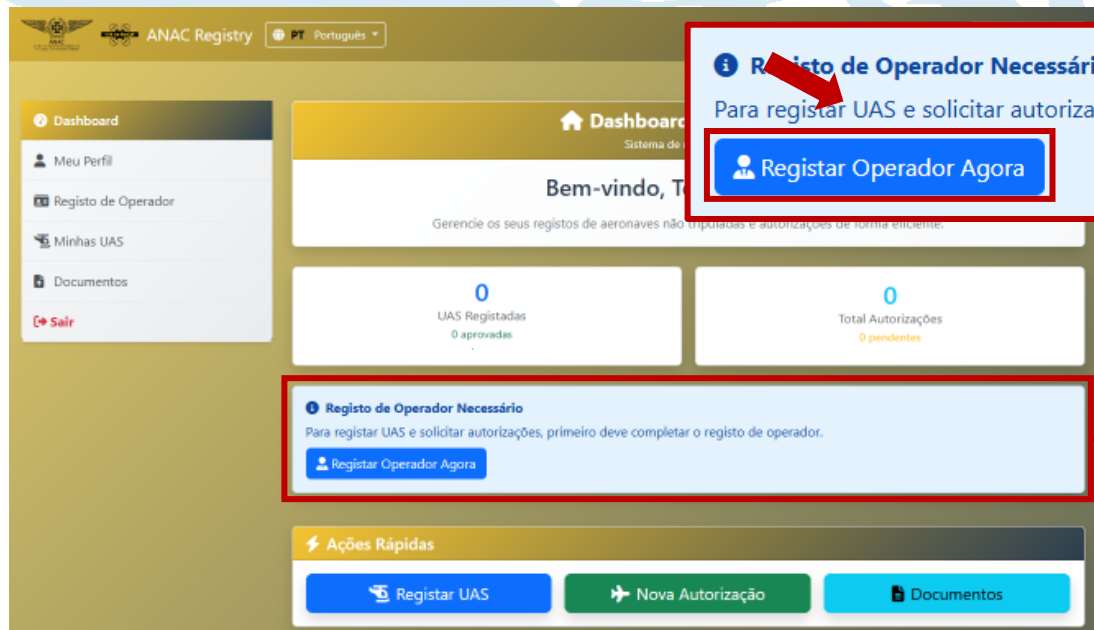 ANAC Registry
PT Português
Registo de Operador Necessári
Para registar UAS e solicitar autoriza
Registar Operador Agora
Dashboard
Meu Perfil
Registo de Operador
Minhas UAS
Documentos
Sair
Dashboard
Sistema de
Bem-vindo, T
Gerencie os seus registos de aeronaves não tripuladas e autorizações de forma eficiente.
0
UAS Registadas
0 aprovadas
0
Total Autorizações
0 pendentes
Registo de Operador Necessário
Para registar UAS e solicitar autorizações, primeiro deve completar o registo de operador.
Registar Operador Agora
Ações Rápidas
Registar UAS
Nova Autorização
Documentos